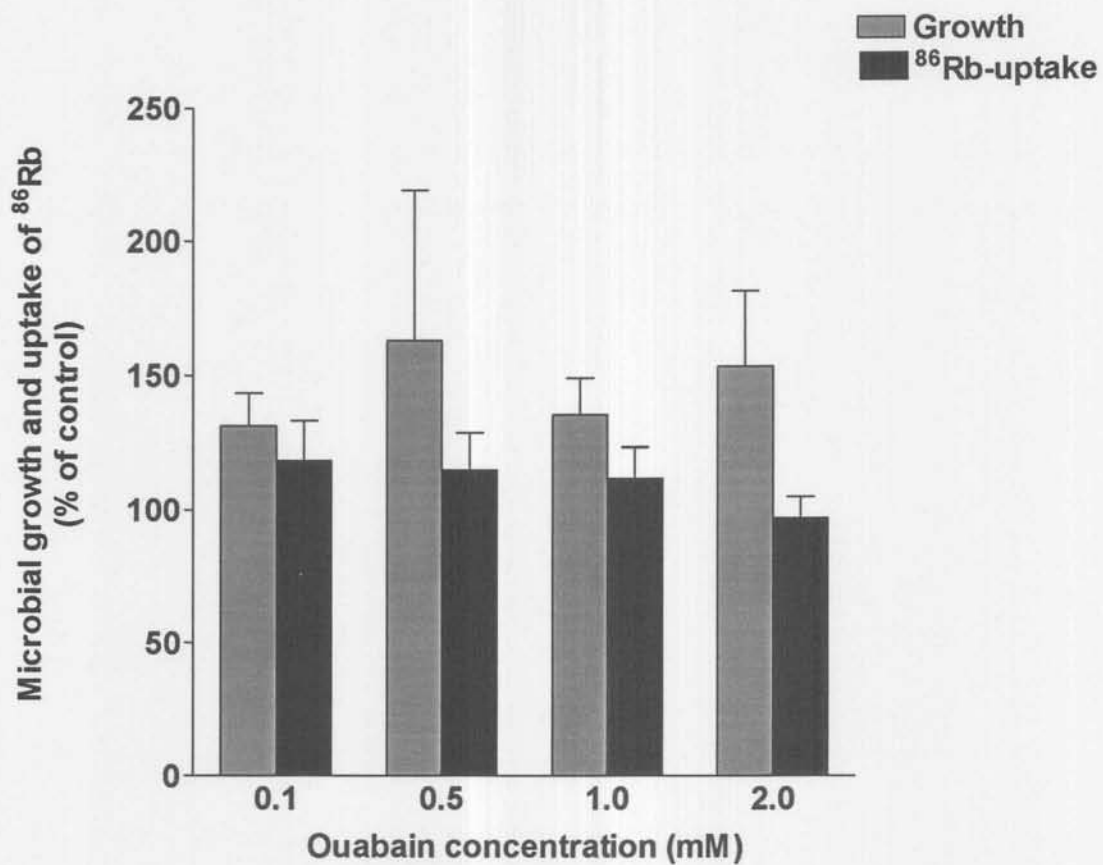 Growth
⁸⁶Rb-uptake
Microbial growth and uptake of ⁸⁶Rb
(% of control)
250
200
150
100
50
0
0.1 0.5 1.0 2.0
Ouabain concentration (mM)